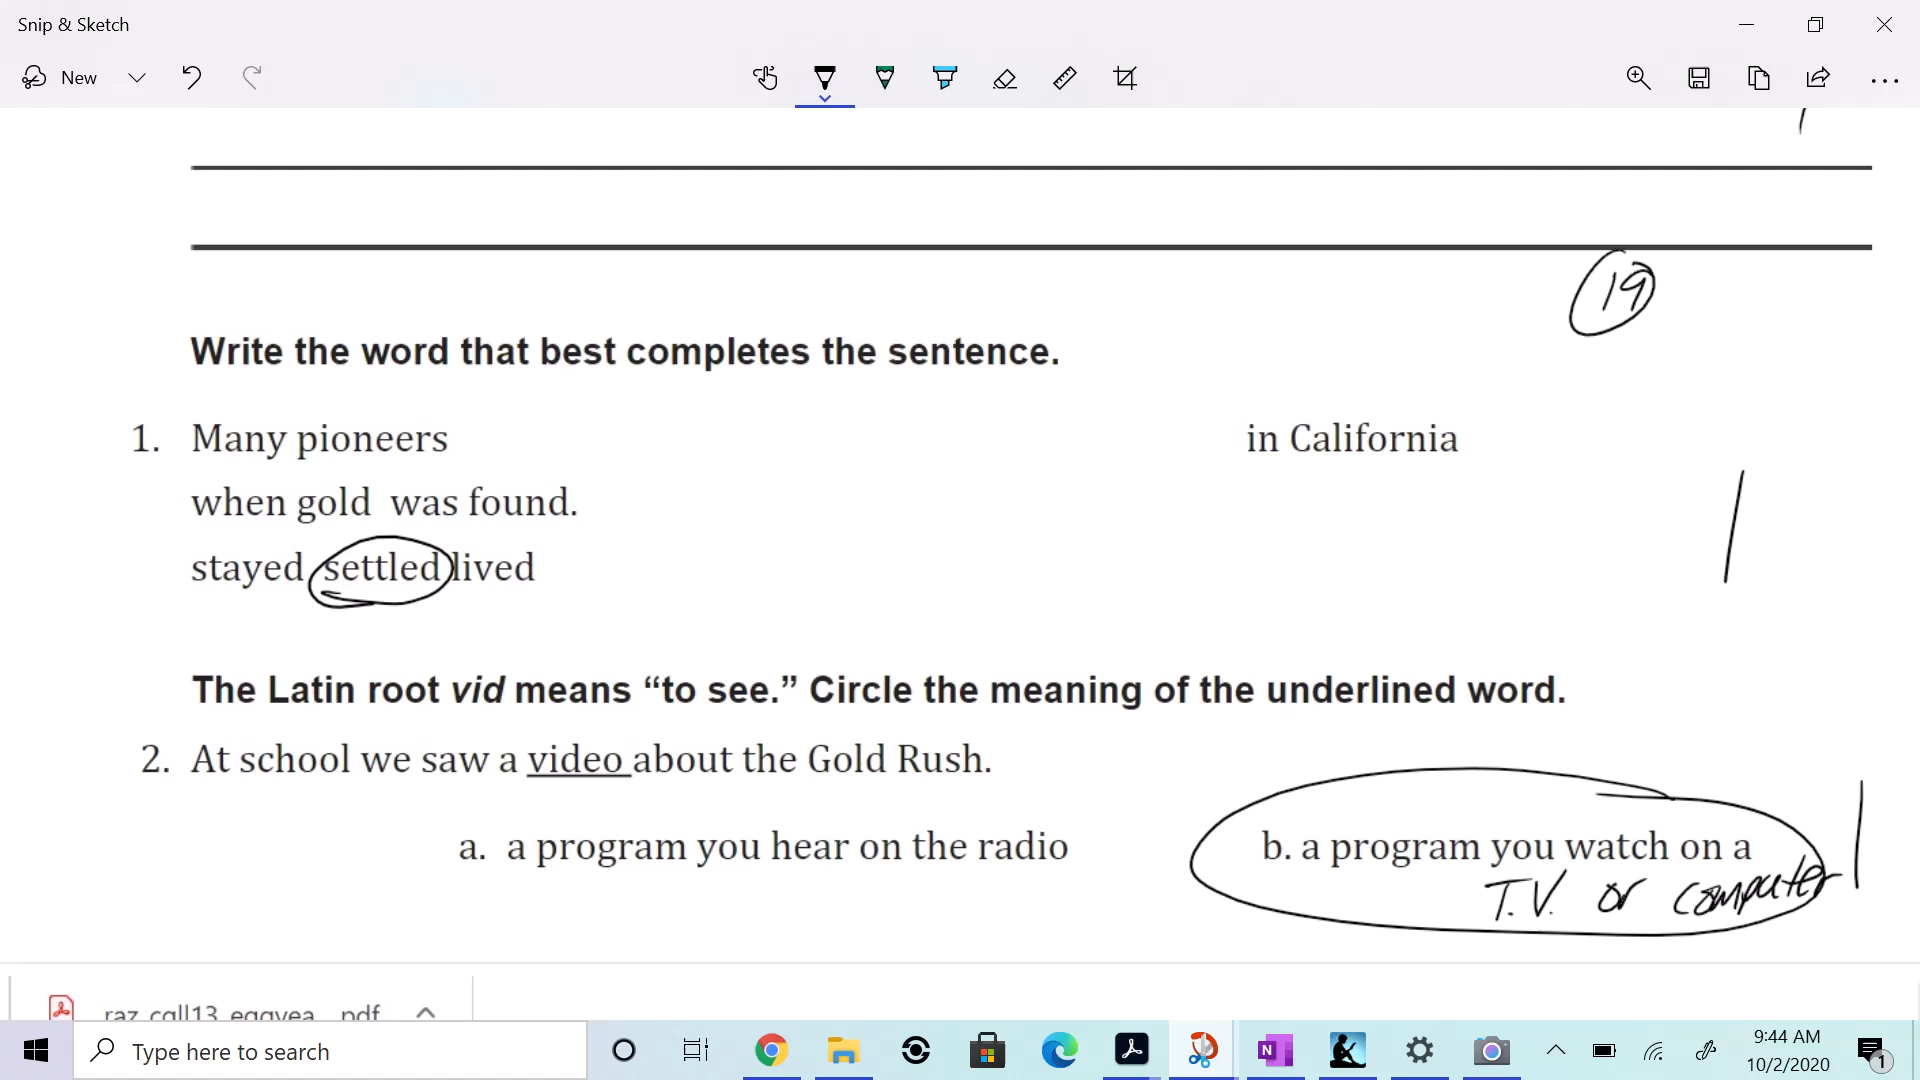 Snip & Sketch
New
19
Write the word that best completes the sentence.
1. Many pioneers in California
when gold was found.
stayed settled lived
The Latin root vid means “to see.” Circle the meaning of the underlined word.
2. At school we saw a video about the Gold Rush.
a. a program you hear on the radio b. a program you watch on a
T.V. or computer
raz_cqll13_eggyea....pdf
Type here to search
9:44 AM
10/2/2020
1